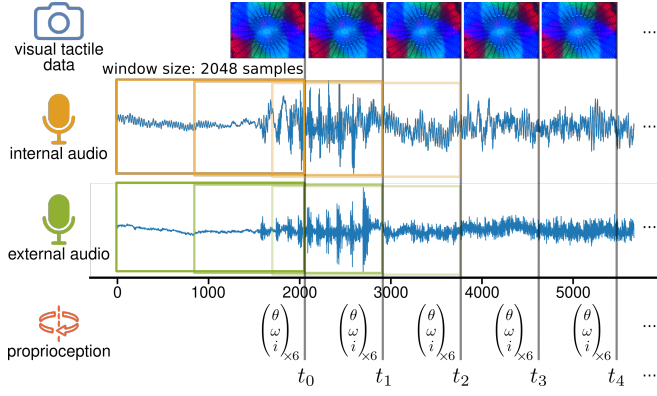 visual tactile
data
...
window size: 2048 samples
internal audio
...
external audio
...
0 1000 2000 3000 4000 5000
proprioception
θ θ θ θ θ
ω ω ω ω ω ...
i i i i i
×6 ×6 ×6 ×6 ×6
t₀ t₁ t₂ t₃ t₄ ...